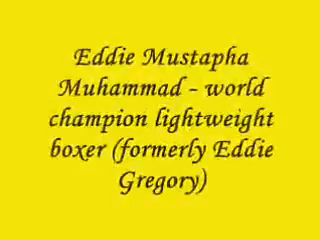 Eddie Mustapha
Muhammad - world
champion lightweight
boxer (formerly Eddie
Gregory)